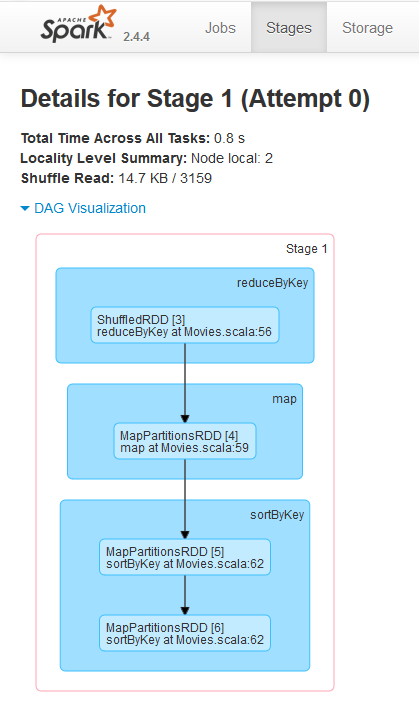 APACHE
Spark 2.4.4
Jobs
Stages
Storage
Details for Stage 1 (Attempt 0)
Total Time Across All Tasks: 0.8 s
Locality Level Summary: Node local: 2
Shuffle Read: 14.7 KB / 3159
DAG Visualization
Stage 1
reduceByKey
ShuffledRDD [3]
reduceByKey at Movies.scala:56
map
MapPartitionsRDD [4]
map at Movies.scala:59
sortByKey
MapPartitionsRDD [5]
sortByKey at Movies.scala:62
MapPartitionsRDD [6]
sortByKey at Movies.scala:62